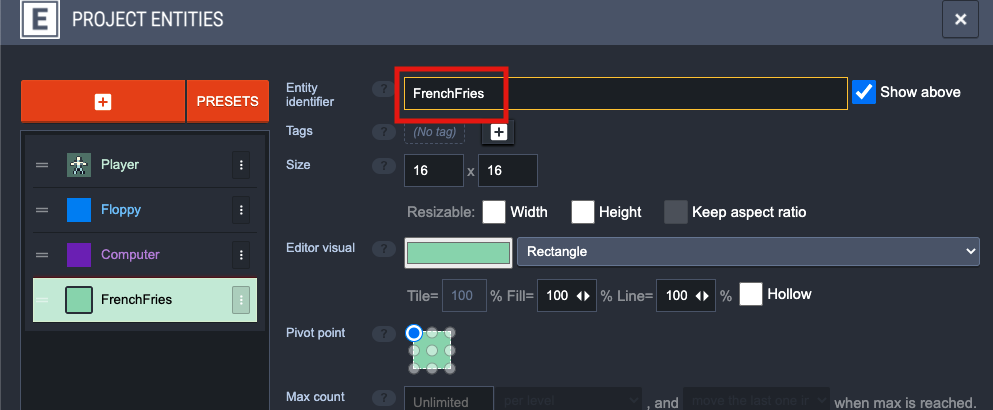 E PROJECT ENTITIES
PRESETS
Player
Floppy
Computer
FrenchFries
Entity identifier ? FrenchFries Show above
Tags ? (No tag)
Size ? 16 x 16
Resizable: Width Height Keep aspect ratio
Editor visual ? Rectangle
Tile= 100 % Fill= 100 % Line= 100 % Hollow
Pivot point ?
Max count ? Unlimited per level , and move the last one i when max is reached.